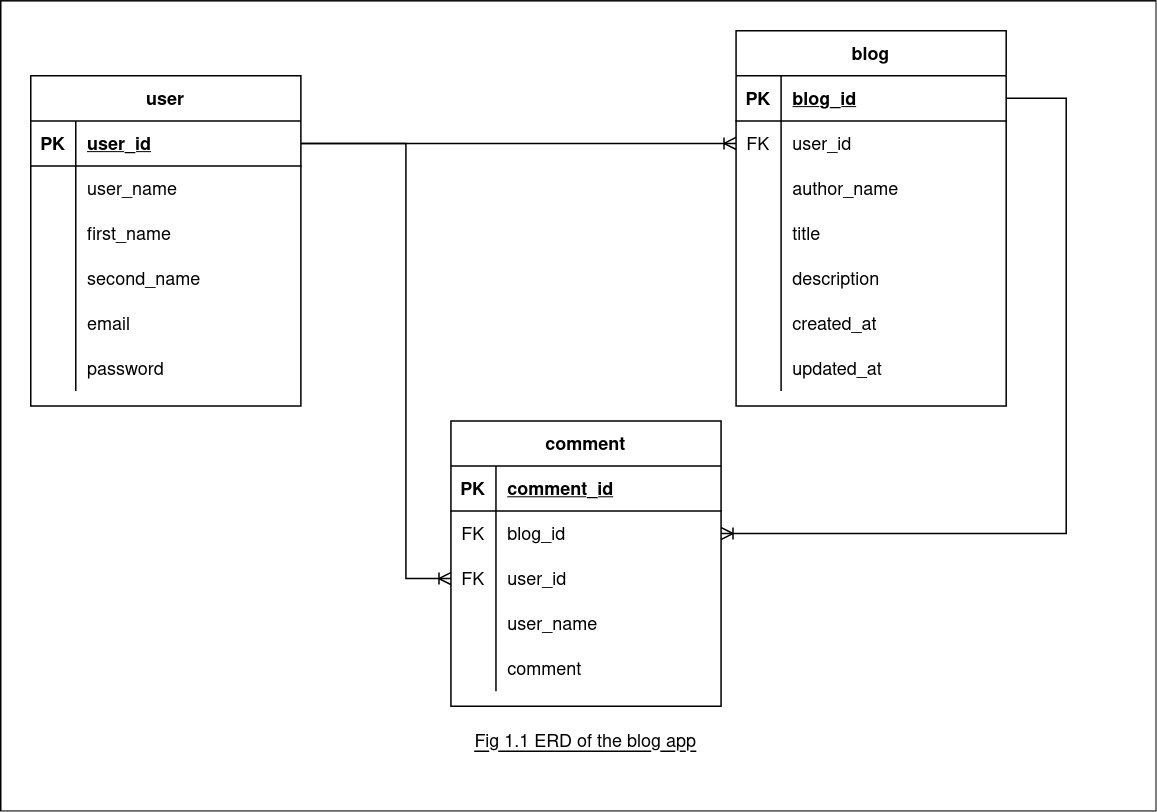 user
PK user_id
user_name
first_name
second_name
email
password
blog
PK blog_id
FK user_id
author_name
title
description
created_at
updated_at
comment
PK comment_id
FK blog_id
FK user_id
user_name
comment
Fig 1.1 ERD of the blog app